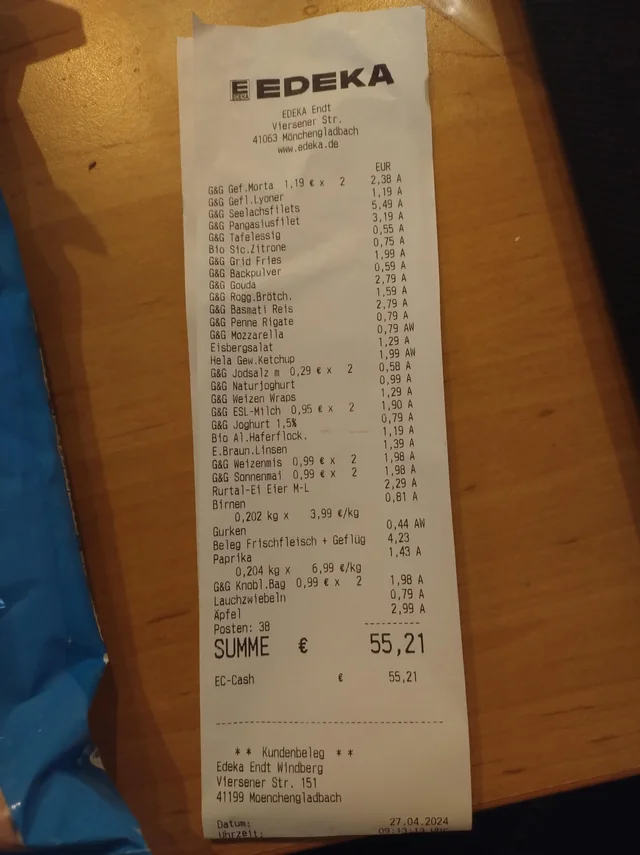 E EDEKA
EDEKA Endt
Viersener Str.
41063 Mönchengladbach
www.edeka.de
EUR
G&G Gef.Morta 1,19 € x 2 2,38 A
G&G Gefl.Lyoner 1,19 A
G&G Seelachsfilets 5,49 A
G&G Pangasiusfilet 3,19 A
G&G Tafelessig 0,55 A
Bio Sic.Zitrone 0,75 A
G&G Grid Fries 1,99 A
G&G Backpulver 0,59 A
G&G Gouda 2,79 A
G&G Rogg.Brötch. 1,59 A
G&G Basmati Reis 2,79 A
G&G Penne Rigate 0,79 A
G&G Mozzarella 0,79 AW
Eisbergsalat 1,29 A
Hela Gew.Ketchup 1,99 AW
G&G Jodsalz m 0,29 € x 2 0,58 A
G&G Naturjoghurt 0,99 A
G&G Weizen Wraps 1,29 A
G&G ESL-Milch 0,95 € x 2 1,90 A
G&G Joghurt 1,5% 0,79 A
Bio Al.Haferflock. 1,19 A
E.Braun.Linsen 1,39 A
G&G Weizenmis 0,99 € x 2 1,98 A
G&G Sonnenmai 0,99 € x 2 1,98 A
Rurtal-Ei Eier M-L 2,29 A
Birnen 0,81 A
0,202 kg x 3,99 €/kg
Gurken 0,44 AW
Beleg Frischfleisch + Geflüg 4,23
Paprika 1,43 A
0,204 kg x 6,99 €/kg
G&G Knobl.Bag 0,99 € x 2 1,98 A
Lauchzwiebeln 0,79 A
Äpfel 2,99 A
Posten: 38
SUMME € 55,21
EC-Cash € 55,21
** Kundenbeleg **
Edeka Endt Windberg
Viersener Str. 151
41199 Moenchengladbach
Datum: 27.04.2024
Uhrzeit: